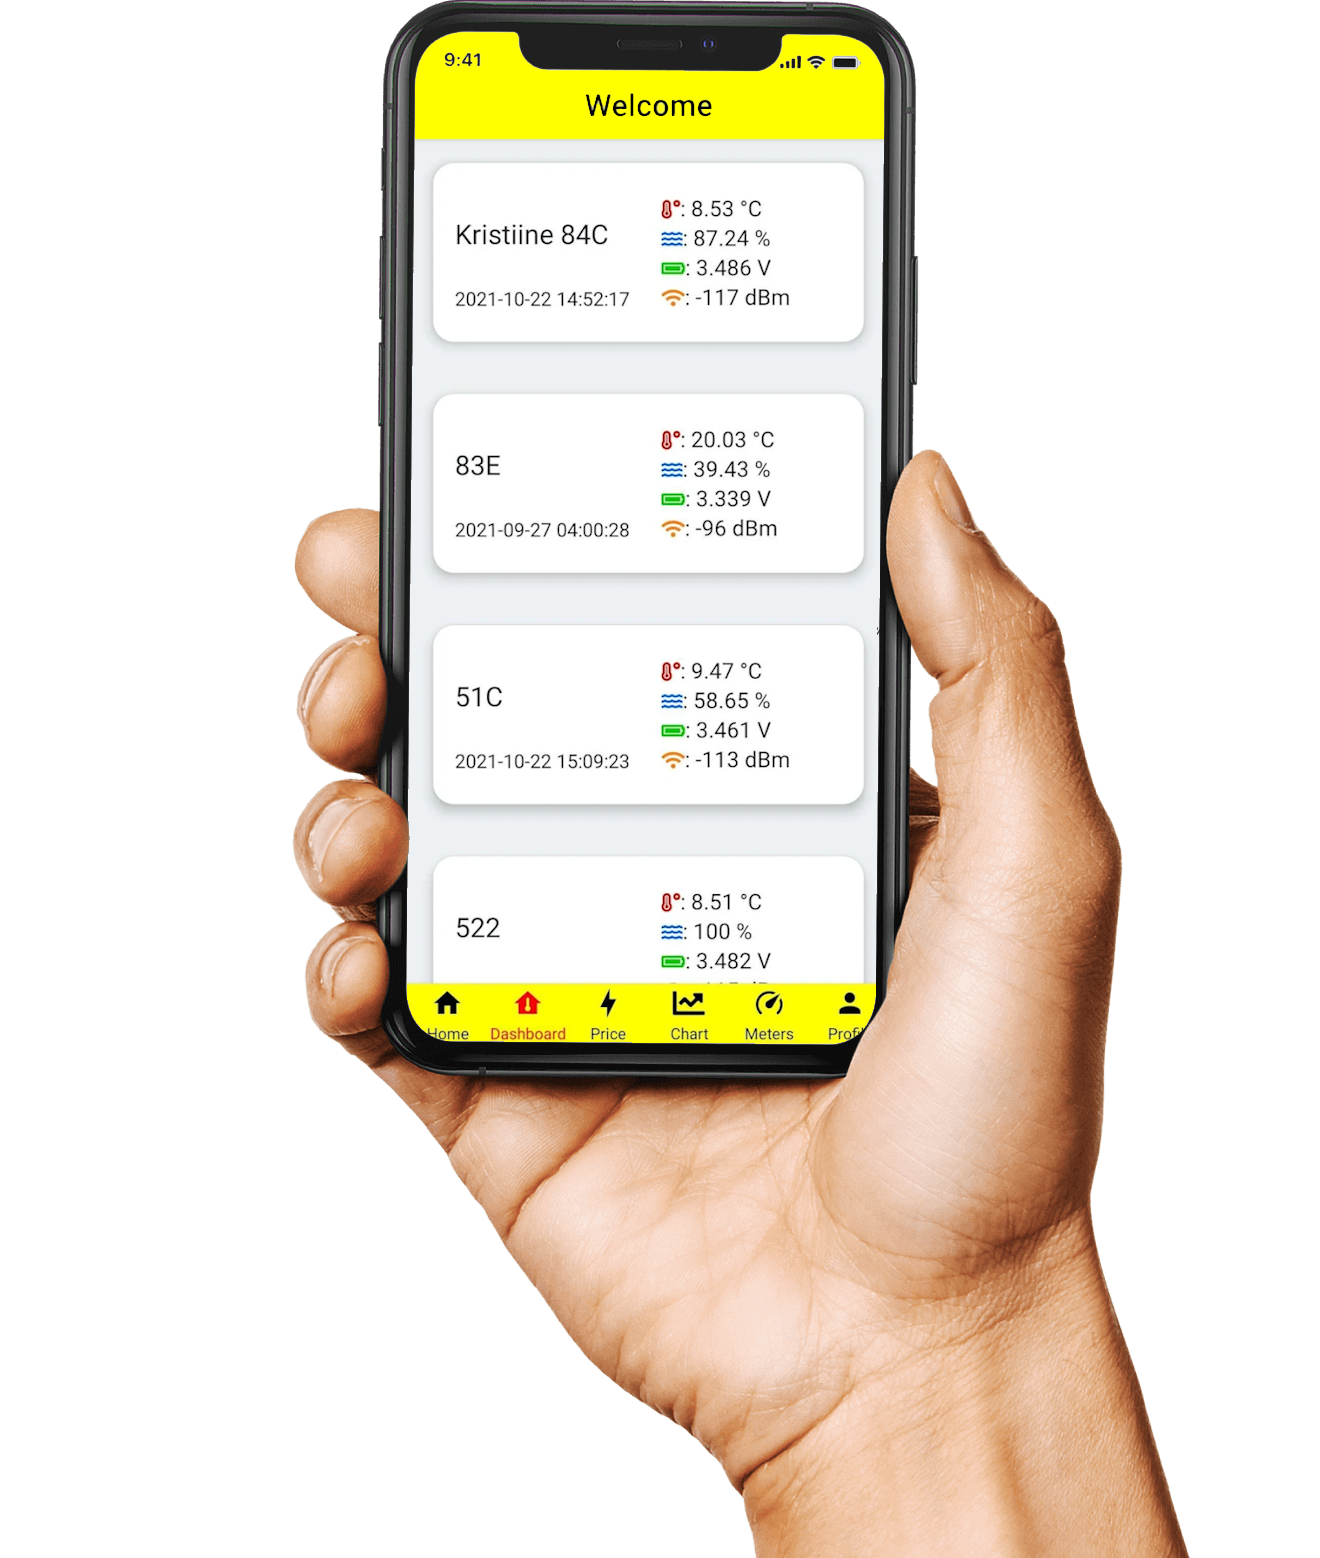 9:41
Welcome
Kristiine 84C
2021-10-22 14:52:17
: 8.53 °C
: 87.24 %
: 3.486 V
: -117 dBm
83E
2021-09-27 04:00:28
: 20.03 °C
: 39.43 %
: 3.339 V
: -96 dBm
51C
2021-10-22 15:09:23
: 9.47 °C
: 58.65 %
: 3.461 V
: -113 dBm
522
: 8.51 °C
: 100 %
: 3.482 V
Home Dashboard Price Chart Meters Profi